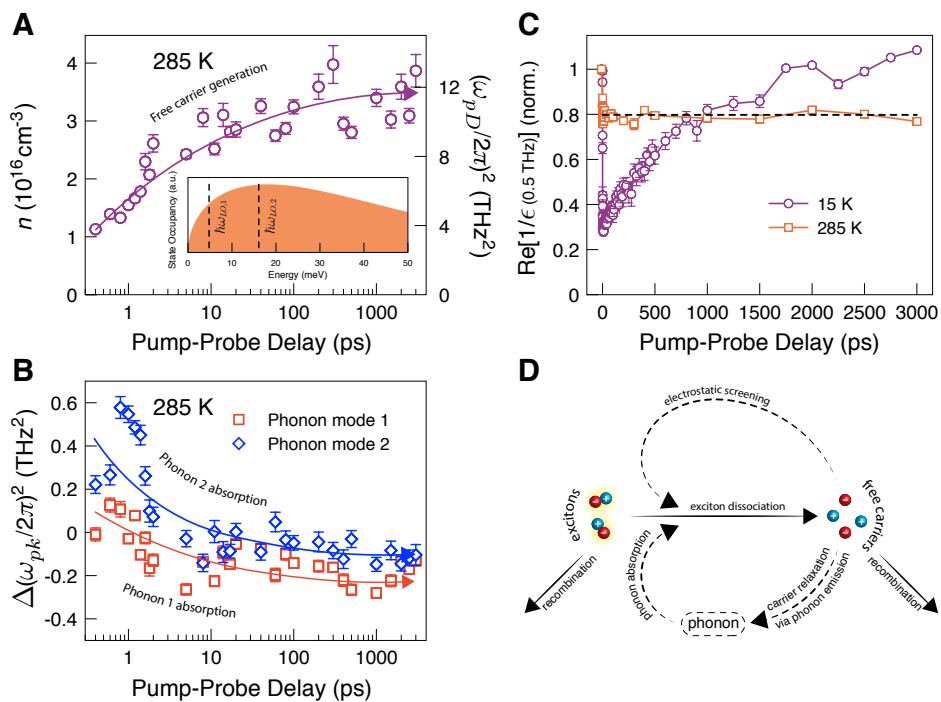 A
285 K
Free carrier generation
4
3
2
1
0
n (10^16 cm^-3)
12
8
4
0
(ω_pD/2π)^2 (THz^2)
State Occupancy (a.u.)
ħω_LO,1
ħω_LO,2
0 10 20 30 40 50
Energy (meV)
1 10 100 1000
Pump-Probe Delay (ps)
B
285 K
Phonon mode 1
Phonon mode 2
Phonon 2 absorption
Phonon 1 absorption
0.6
0.4
0.2
0
-0.2
-0.4
Δ(ω_pk/2π)^2 (THz^2)
1 10 100 1000
Pump-Probe Delay (ps)
C
Re[1/ϵ (0.5 THz)] (norm.)
1.0
0.8
0.6
0.4
0.2
0
15 K
285 K
0 500 1000 1500 2000 2500 3000
Pump-Probe Delay (ps)
D
electrostatic screening
excitons
exciton dissociation
free carriers
recombination
phonon absorption
phonon
carrier relaxation
via phonon emission
recombination